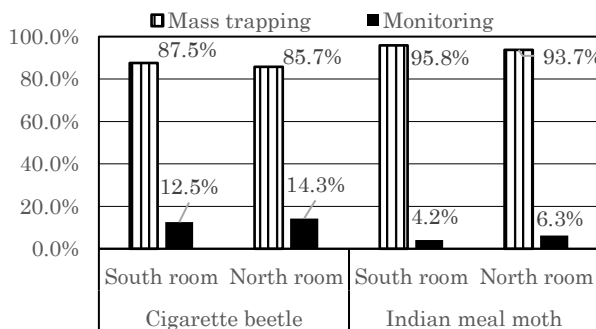 Mass trapping Monitoring
100.0%
80.0%
60.0%
40.0%
20.0%
0.0%
87.5% 85.7% 95.8% 93.7%
12.5% 14.3% 4.2% 6.3%
South room North room South room North room
Cigarette beetle Indian meal moth